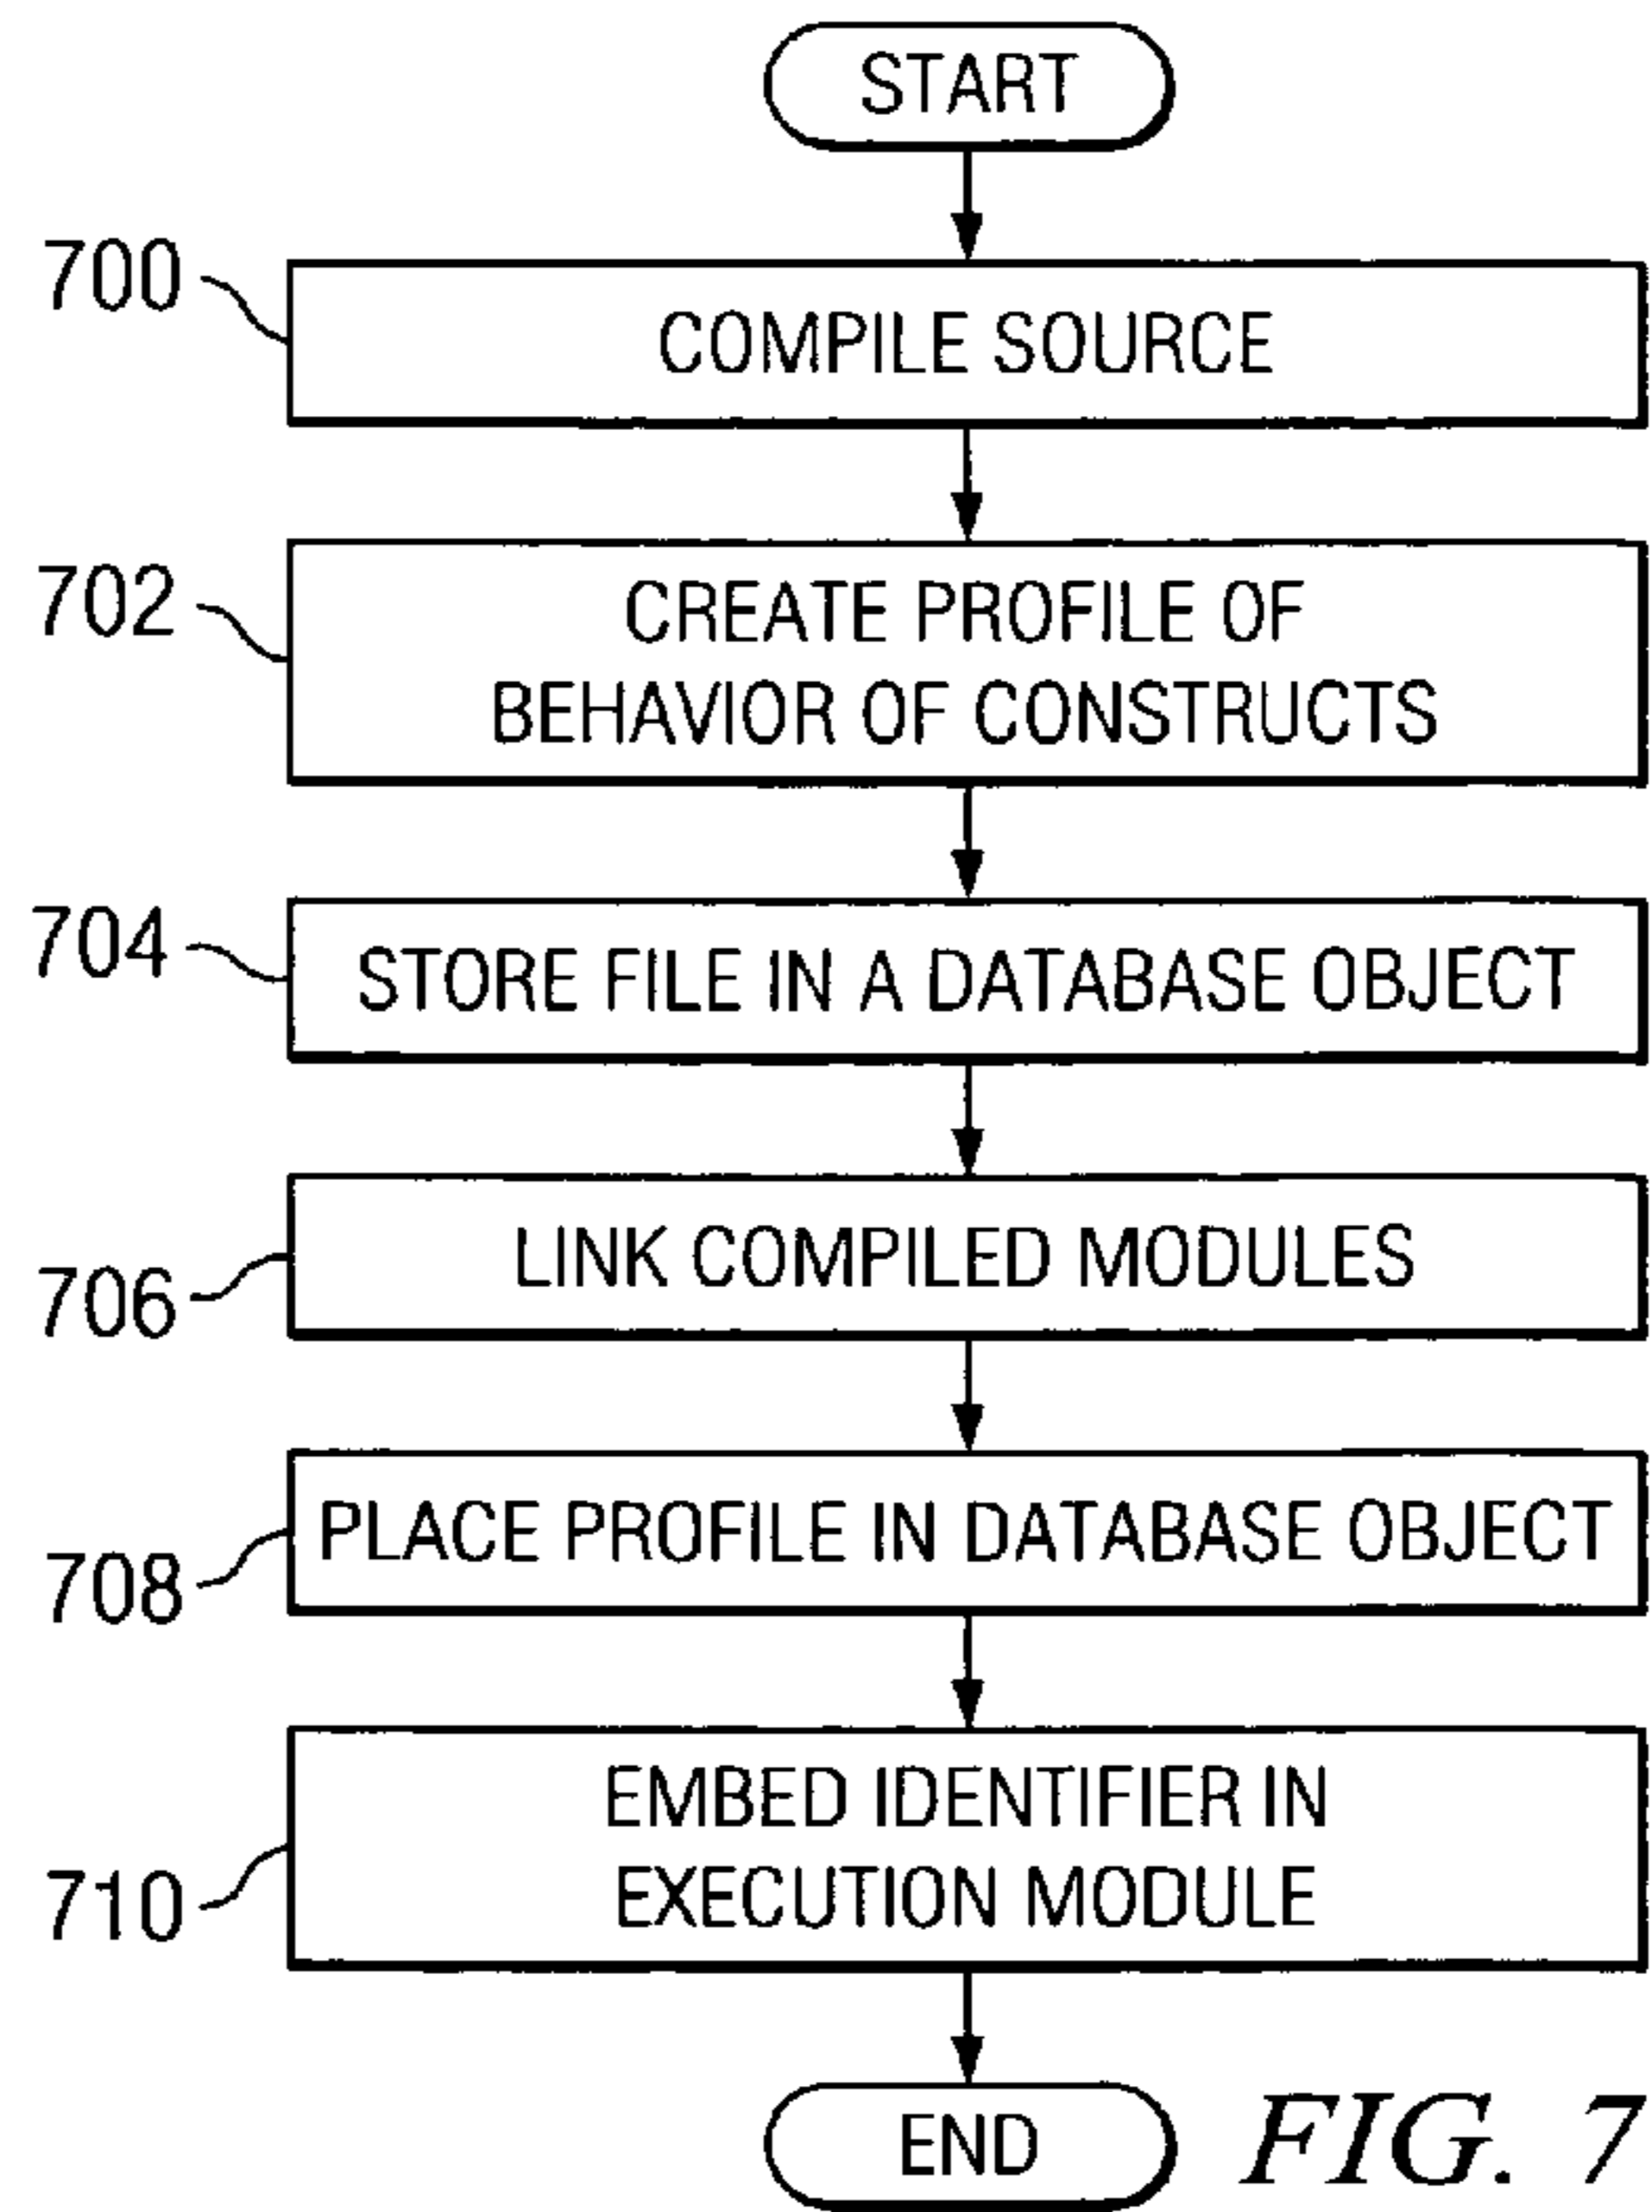 START
700
COMPILE SOURCE
702
CREATE PROFILE OF
BEHAVIOR OF CONSTRUCTS
704
STORE FILE IN A DATABASE OBJECT
706
LINK COMPILED MODULES
708
PLACE PROFILE IN DATABASE OBJECT
710
EMBED IDENTIFIER IN
EXECUTION MODULE
END
FIG. 7